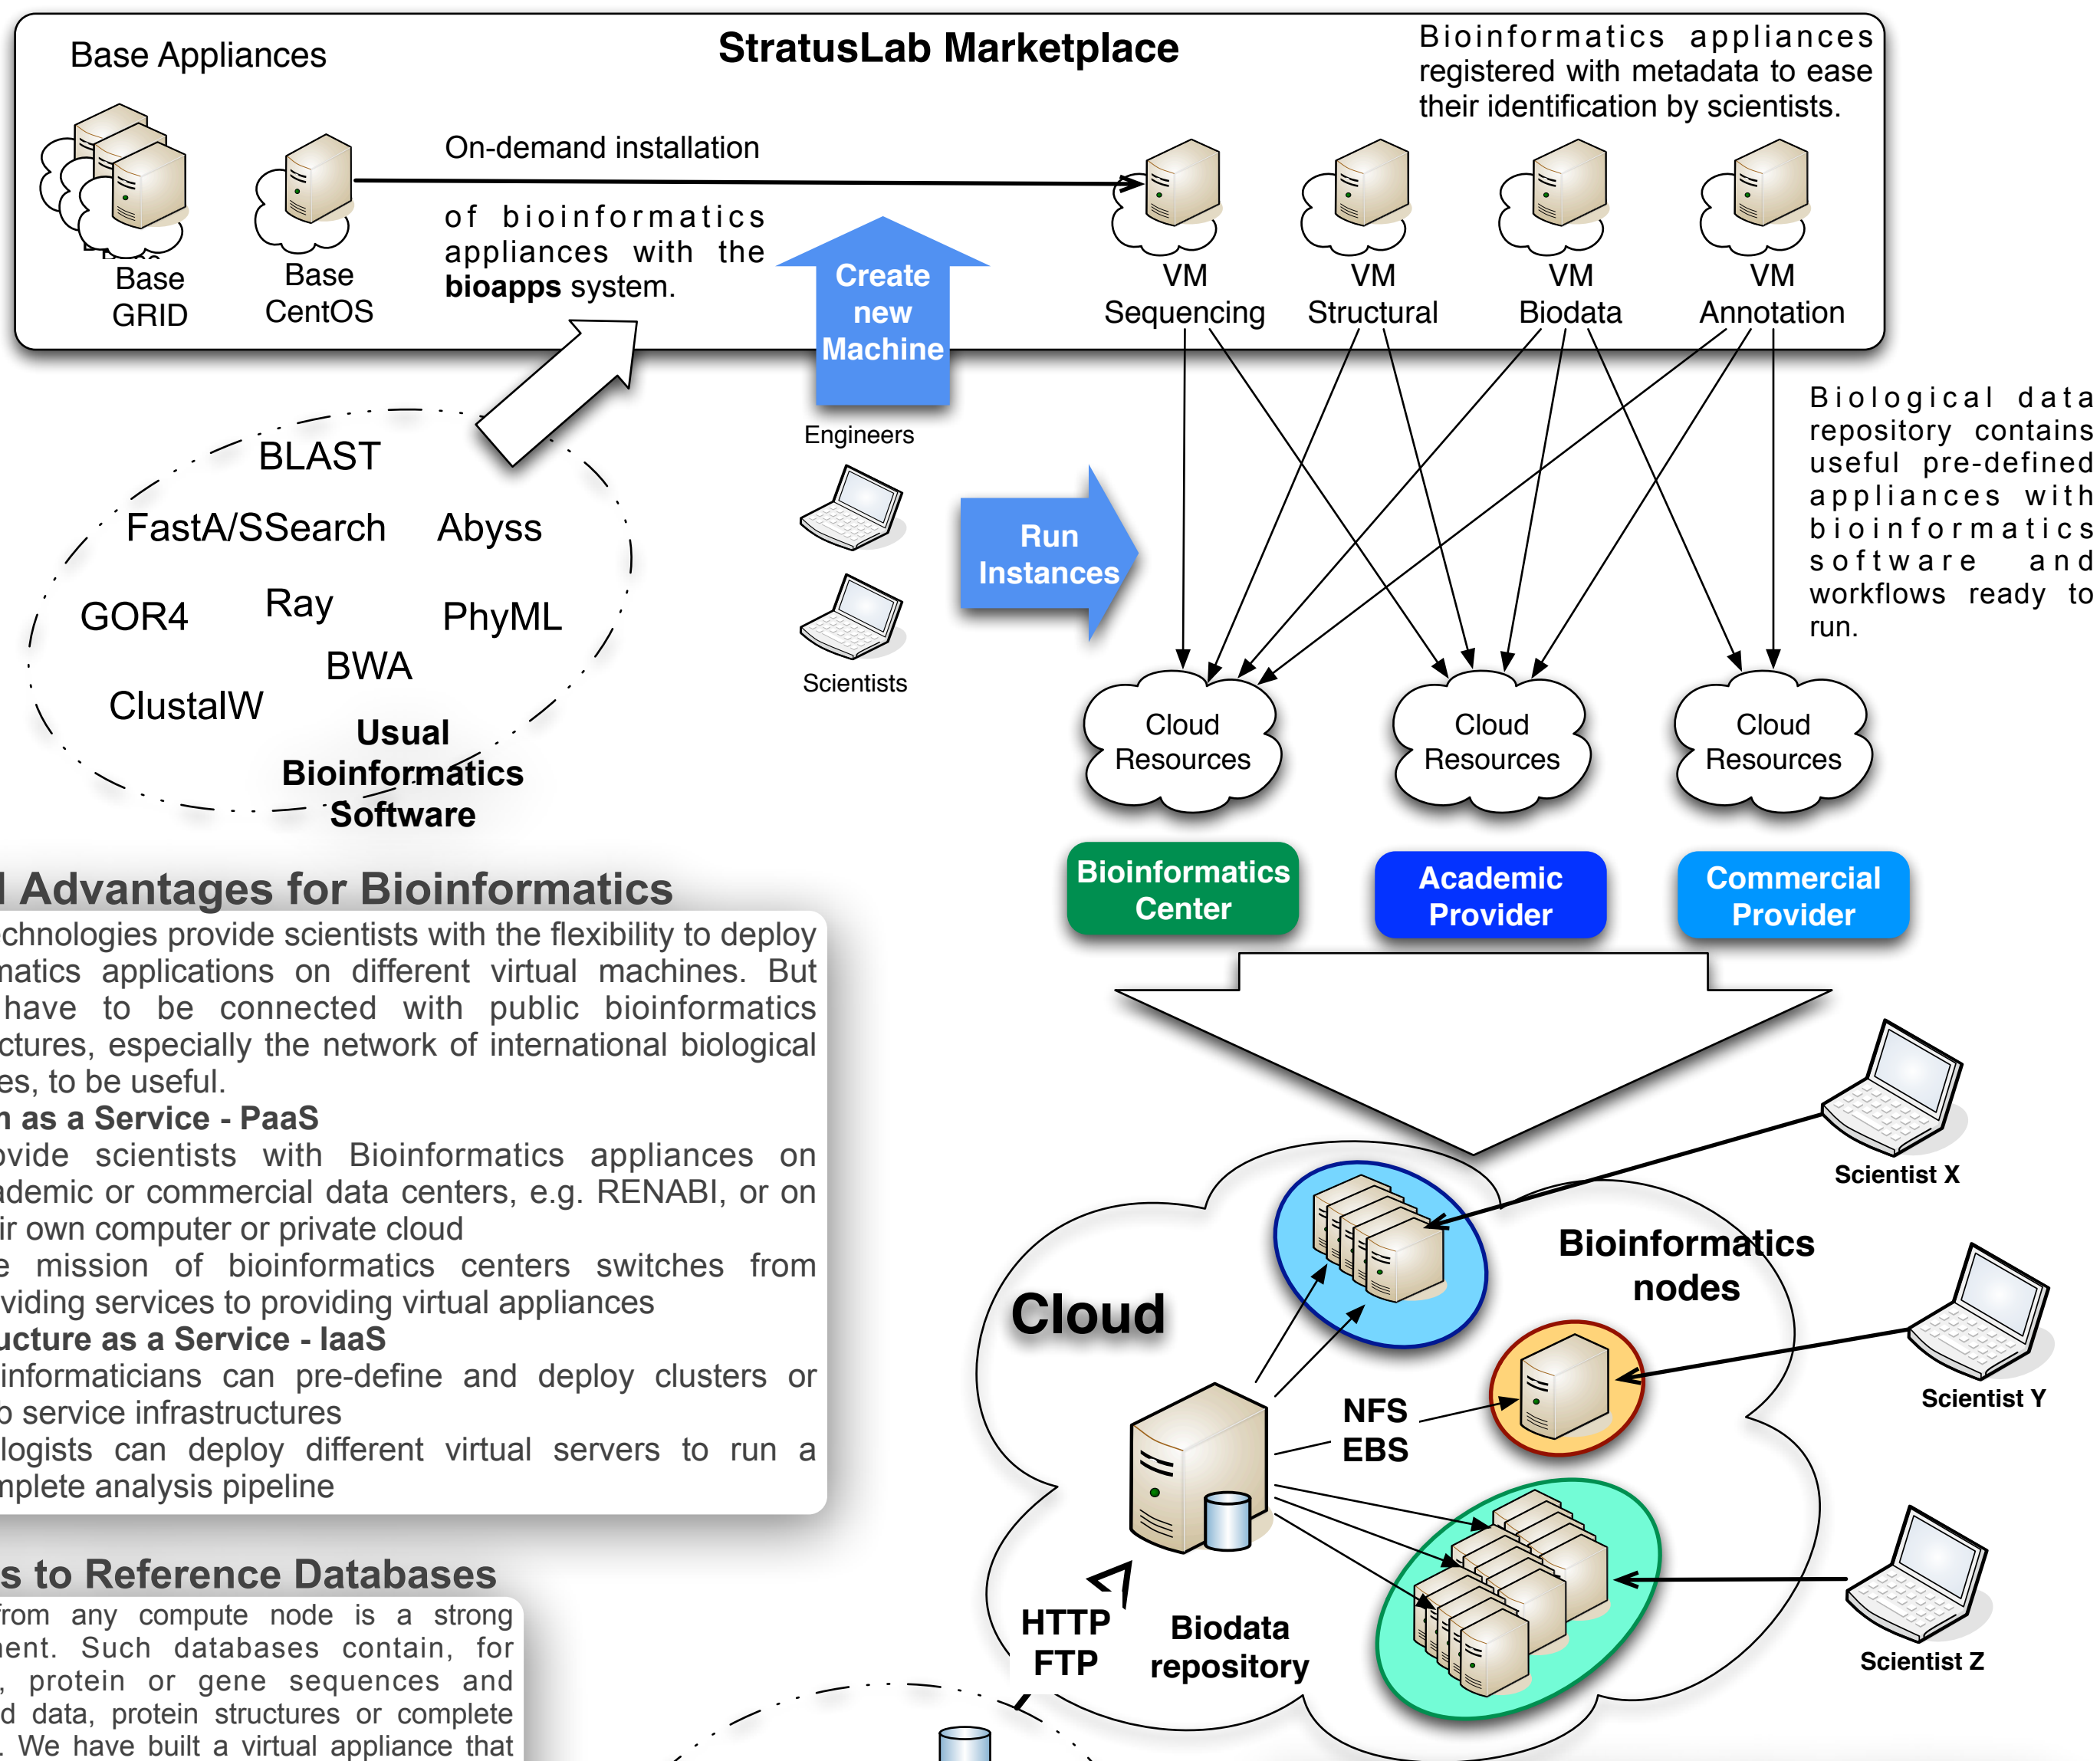 Base Appliances
StratusLab Marketplace
Bioinformatics appliances
registered with metadata to ease
their identification by scientists.
On-demand installation
of bioinformatics
appliances with the
bioapps system.
Base
GRID
Base
CentOS
Create
new
Machine
VM
Sequencing
VM
Structural
VM
Biodata
VM
Annotation
Biological data
repository contains
useful pre-defined
appliances with
bioinformatics
software and
workflows ready to
run.
Engineers
Scientists
Run
Instances
BLAST
FastA/SSearch
Abyss
GOR4
Ray
PhyML
BWA
ClustalW
Usual
Bioinformatics
Software
Cloud
Resources
Cloud
Resources
Cloud
Resources
Bioinformatics
Center
Academic
Provider
Commercial
Provider
Advantages for Bioinformatics
echnologies provide scientists with the flexibility to deploy
matics applications on different virtual machines. But
have to be connected with public bioinformatics
ctures, especially the network of international biological
es, to be useful.
m as a Service - PaaS
ovide scientists with Bioinformatics appliances on
ademic or commercial data centers, e.g. RENABI, or on
ir own computer or private cloud
e mission of bioinformatics centers switches from
viding services to providing virtual appliances
ucture as a Service - IaaS
informaticians can pre-define and deploy clusters or
b service infrastructures
logists can deploy different virtual servers to run a
mplete analysis pipeline
s to Reference Databases
from any compute node is a strong
ment. Such databases contain, for
, protein or gene sequences and
d data, protein structures or complete
. We have built a virtual appliance that
Cloud
Bioinformatics
nodes
NFS
EBS
HTTP
FTP
Biodata
repository
Scientist X
Scientist Y
Scientist Z